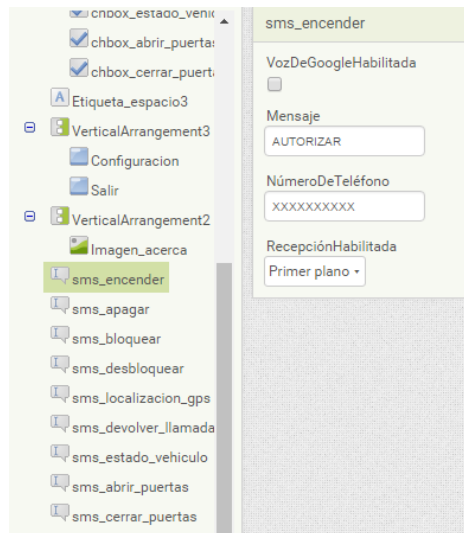 chbox_estado_vehic
chbox_abrir_puertas
chbox_cerrar_puerta
A Etiqueta_espacio3
VerticalArrangement3
Configuracion
Salir
VerticalArrangement2
Imagen_acerca
sms_encender
sms_apagar
sms_bloquear
sms_desbloquear
sms_localizacion_gps
sms_devolver_llamada
sms_estado_vehiculo
sms_abrir_puertas
sms_cerrar_puertas
sms_encender
VozDeGoogleHabilitada
Mensaje
AUTORIZAR
NúmeroDeTeléfono
XXXXXXXXXX
RecepciónHabilitada
Primer plano